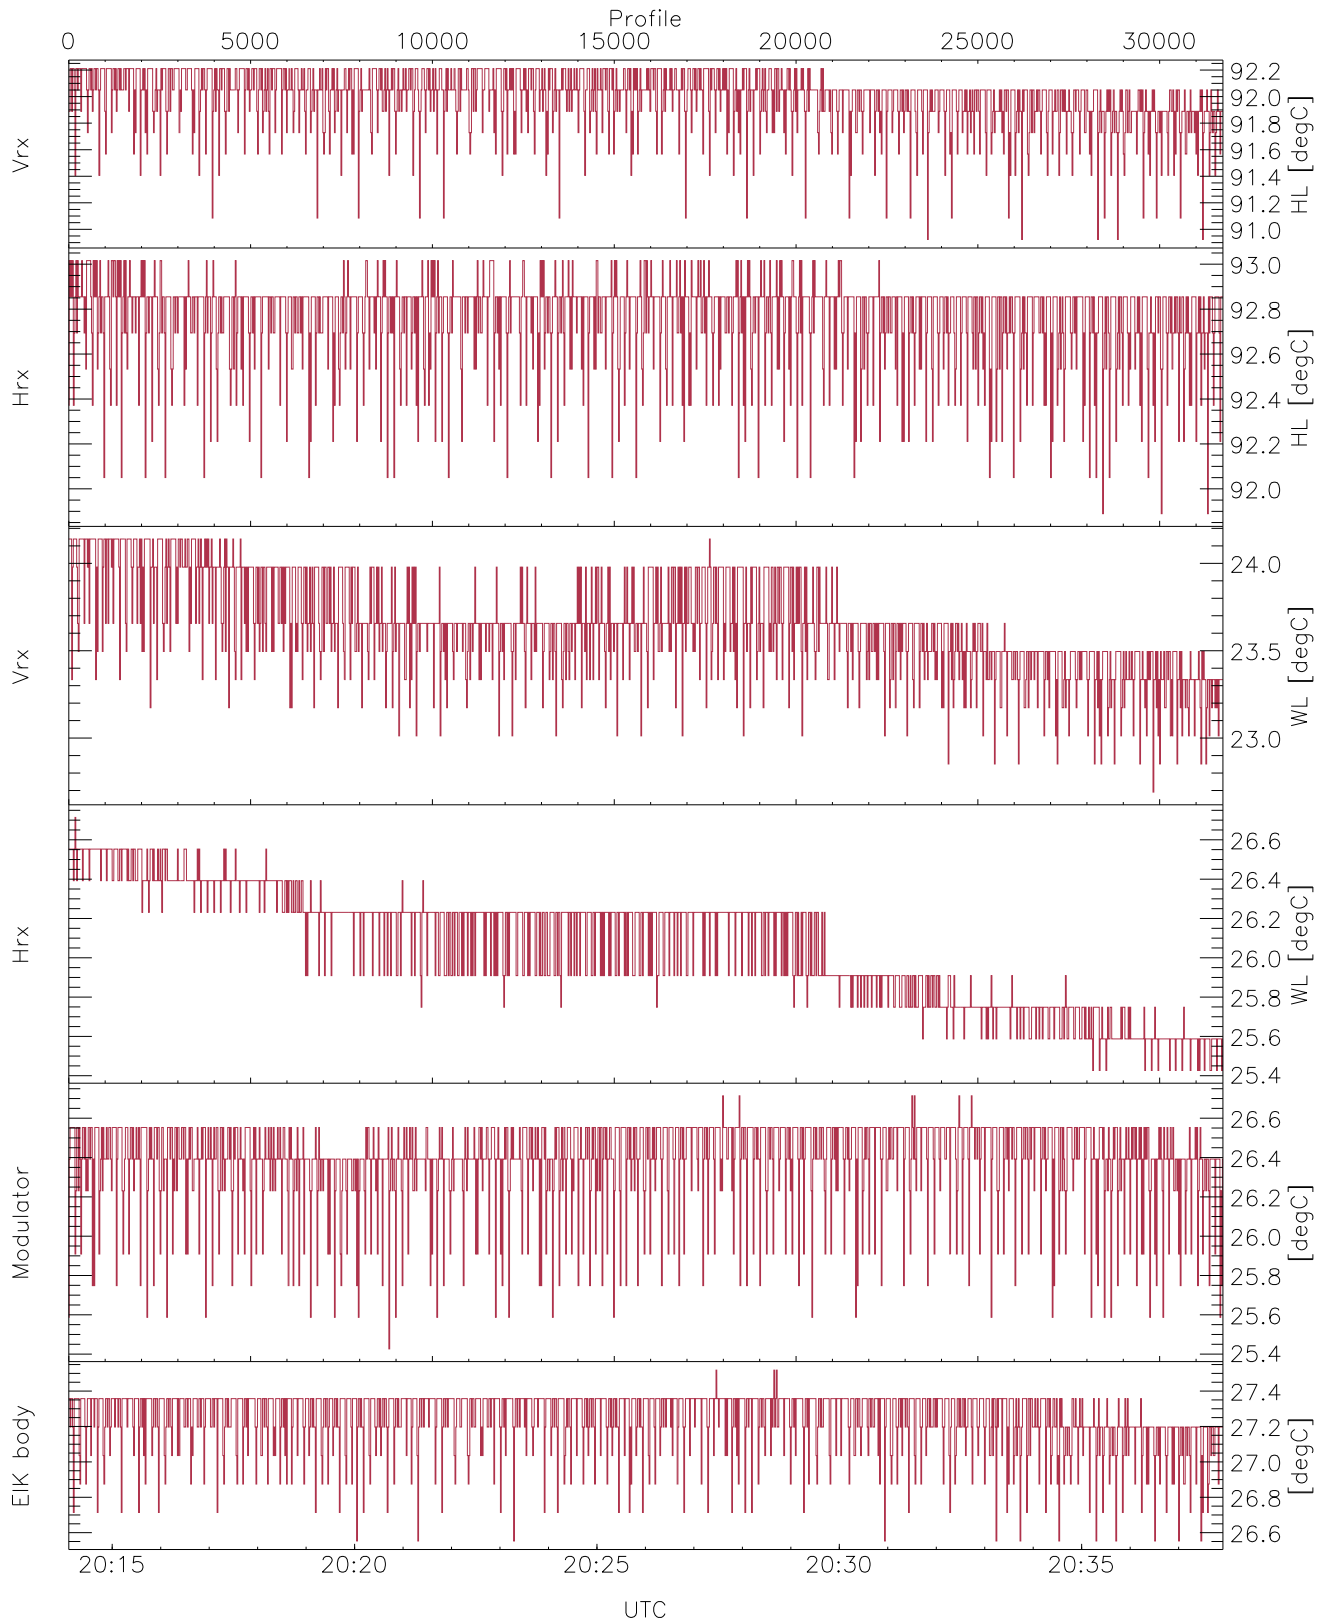 Profile
0 5000 10000 15000 20000 25000 30000
Vrx
92.2
92.0
91.8
91.6
91.4
91.2
91.0
HL [degC]
Hrx
93.0
92.8
92.6
92.4
92.2
92.0
HL [degC]
Vrx
24.0
23.5
23.0
WL [degC]
Hrx
26.6
26.4
26.2
26.0
25.8
25.6
25.4
WL [degC]
Modulator
26.6
26.4
26.2
26.0
25.8
25.6
25.4
[degC]
EIK body
27.4
27.2
27.0
26.8
26.6
[degC]
20:15 20:20 20:25 20:30 20:35
UTC